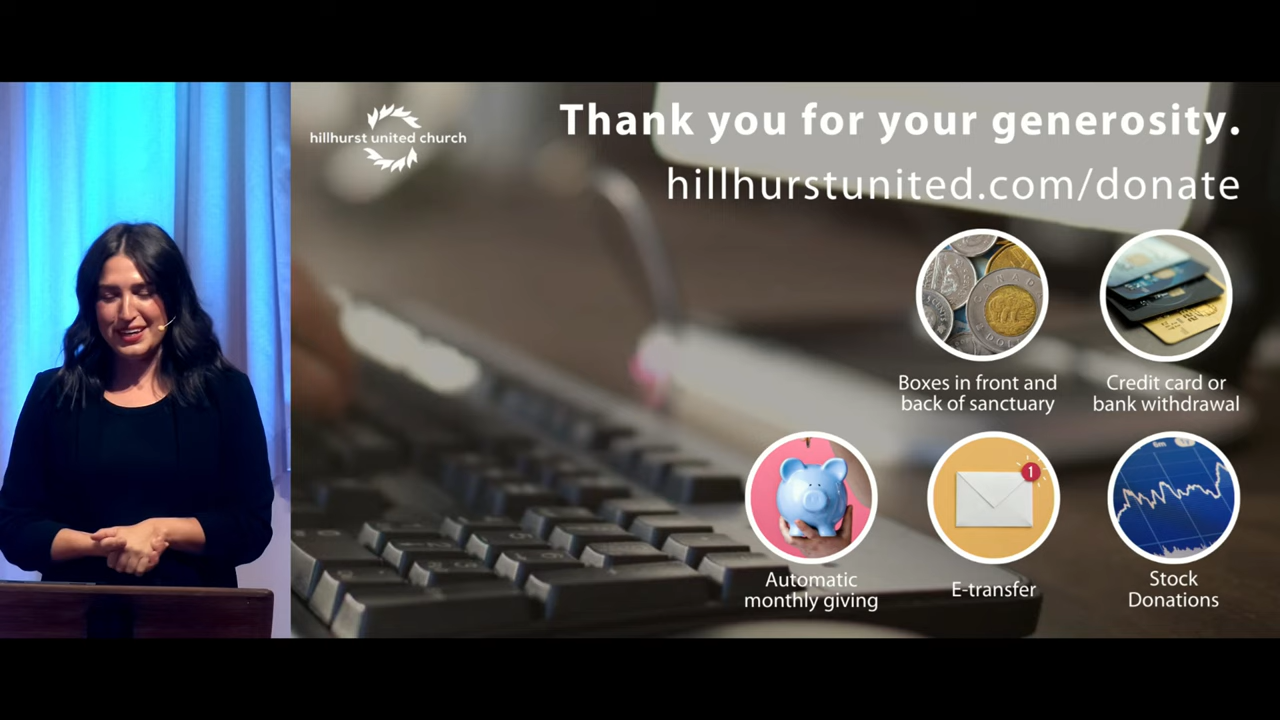 hillhurst united church
Thank you for your generosity.
hillhurstunited.com/donate
Boxes in front and
back of sanctuary
Credit card or
bank withdrawal
1
Automatic
monthly giving
E-transfer
Stock
Donations